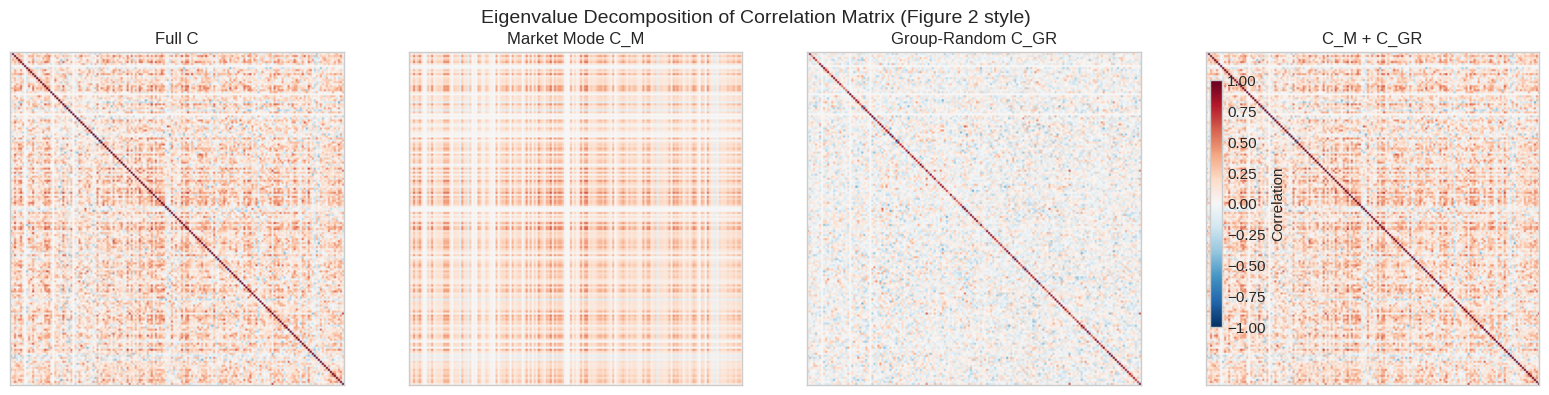 Eigenvalue Decomposition of Correlation Matrix (Figure 2 style)
Full C
Market Mode C_M
Group-Random C_GR
C_M + C_GR
1.00
0.75
0.50
0.25
0.00
−0.25
−0.50
−0.75
−1.00
Correlation